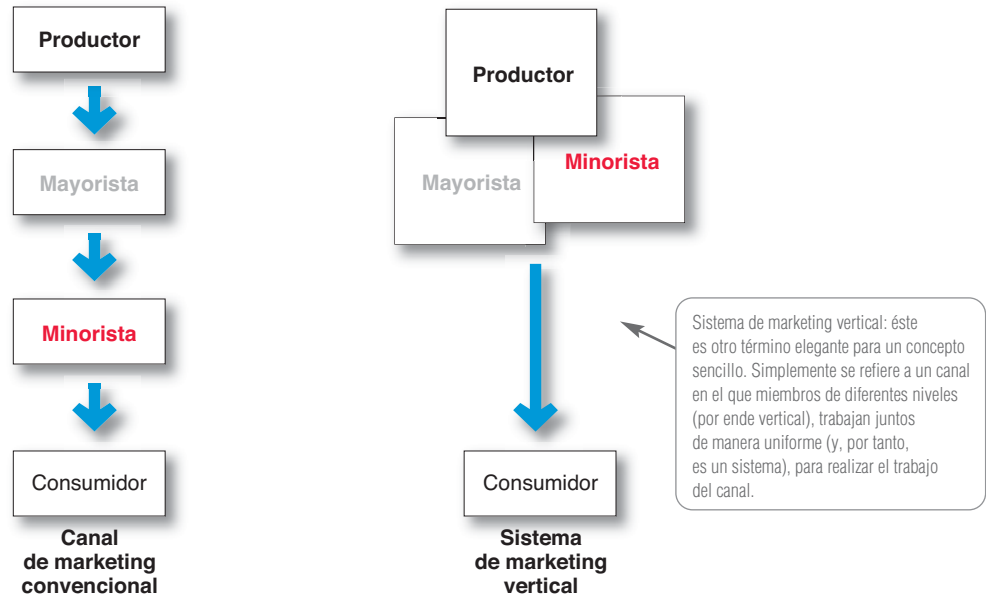 Productor
Mayorista
Minorista
Consumidor
Canal
de marketing
convencional
Productor
Mayorista
Minorista
Consumidor
Sistema
de marketing
vertical
Sistema de marketing vertical: éste
es otro término elegante para un concepto
sencillo. Simplemente se refiere a un canal
en el que miembros de diferentes niveles
(por ende vertical), trabajan juntos
de manera uniforme (y, por tanto,
es un sistema), para realizar el trabajo
del canal.